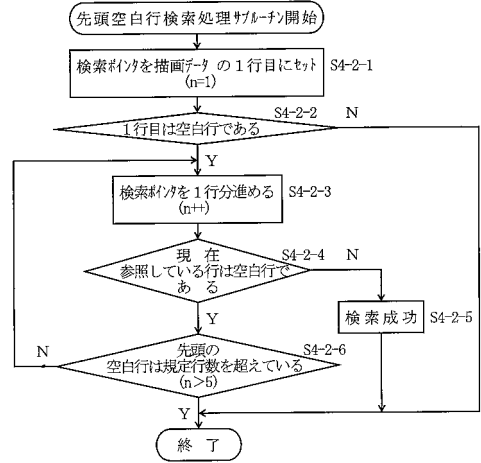 先頭空白行検索処理ｻﾌﾞﾙｰﾁﾝ開始
検索ﾎﾟｲﾝﾀを描画ﾃﾞｰﾀ の１行目にセット
(n=1)
S4-2-1
S4-2-2
N
１行目は空白行である
Y
検索ﾎﾟｲﾝﾀを１行分進める
(n++)
S4-2-3
現　在
参照している行は空白行で
あ　る
S4-2-4
N
検索成功
S4-2-5
Y
先頭の
空白行は規定行数を超えている
(n>5)
S4-2-6
N
Y
終　了